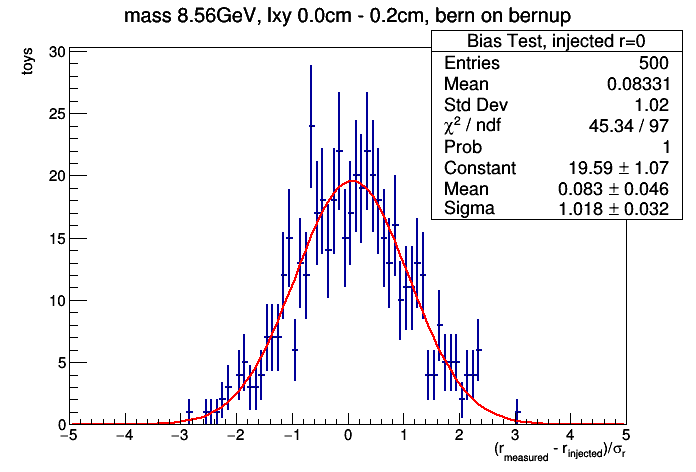 mass 8.56GeV, lxy 0.0cm - 0.2cm, bern on bernup
Bias Test, injected r=0
Entries 500
Mean 0.08331
Std Dev 1.02
χ² / ndf 45.34 / 97
Prob 1
Constant 19.59 ± 1.07
Mean 0.083 ± 0.046
Sigma 1.018 ± 0.032
toys
30
25
20
15
10
5
0
−5 −4 −3 −2 −1 0 1 2 3 4 5
(r_measured - r_injected)/σ_r